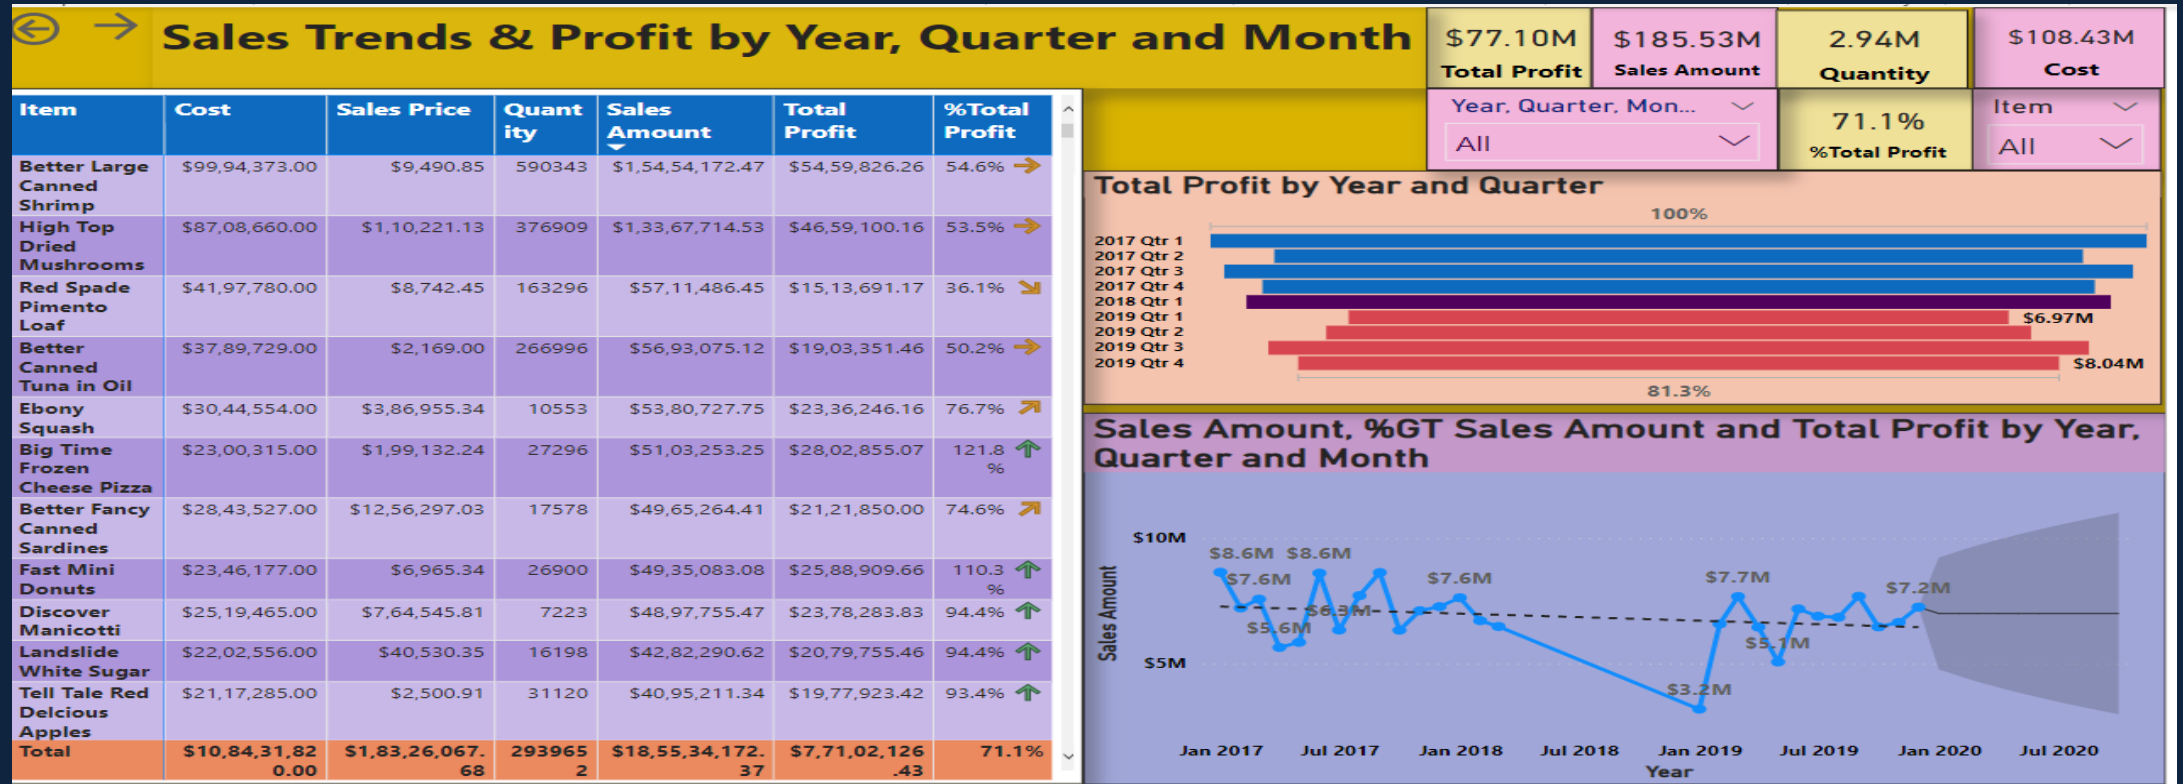 Sales Trends & Profit by Year, Quarter and Month
$77.10M
Total Profit
$185.53M
Sales Amount
2.94M
Quantity
$108.43M
Cost
Year, Quarter, Mon...
All
71.1%
%Total Profit
Item
All
Item Cost Sales Price Quant
ity Sales
Amount Total
Profit %Total
Profit
Better Large
Canned
Shrimp $99,94,373.00 $9,490.85 590343 $1,54,54,172.47 $54,59,826.26 54.6%
High Top
Dried
Mushrooms $87,08,660.00 $1,10,221.13 376909 $1,33,67,714.53 $46,59,100.16 53.5%
Red Spade
Pimento
Loaf $41,97,780.00 $8,742.45 163296 $57,11,486.45 $15,13,691.17 36.1%
Better
Canned
Tuna in Oil $37,89,729.00 $2,169.00 266996 $56,93,075.12 $19,03,351.46 50.2%
Ebony
Squash $30,44,554.00 $3,86,955.34 10553 $53,80,727.75 $23,36,246.16 76.7%
Big Time
Frozen
Cheese Pizza $23,00,315.00 $1,99,132.24 27296 $51,03,253.25 $28,02,855.07 121.8
%
Better Fancy
Canned
Sardines $28,43,527.00 $12,56,297.03 17578 $49,65,264.41 $21,21,850.00 74.6%
Fast Mini
Donuts $23,46,177.00 $6,965.34 26900 $49,35,083.08 $25,88,909.66 110.3
%
Discover
Manicotti $25,19,465.00 $7,64,545.81 7223 $48,97,755.47 $23,78,283.83 94.4%
Landslide
White Sugar $22,02,556.00 $40,530.35 16198 $42,82,290.62 $20,79,755.46 94.4%
Tell Tale Red
Delcious
Apples $21,17,285.00 $2,500.91 31120 $40,95,211.34 $19,77,923.42 93.4%
Total $10,84,31,82
0.00 $1,83,26,067.
68 293965
2 $18,55,34,172.
37 $7,71,02,126
.43 71.1%
Total Profit by Year and Quarter
100%
2017 Qtr 1
2017 Qtr 2
2017 Qtr 3
2017 Qtr 4
2018 Qtr 1
2019 Qtr 1 $6.97M
2019 Qtr 2
2019 Qtr 3
2019 Qtr 4 $8.04M
81.3%
Sales Amount, %GT Sales Amount and Total Profit by Year,
Quarter and Month
Sales Amount
$10M
$5M
$8.6M $8.6M
$7.6M $7.6M $7.7M
$7.2M
$6.3M
$5.6M
$5.1M
$3.2M
Jan 2017 Jul 2017 Jan 2018 Jul 2018 Jan 2019 Jul 2019 Jan 2020 Jul 2020
Year